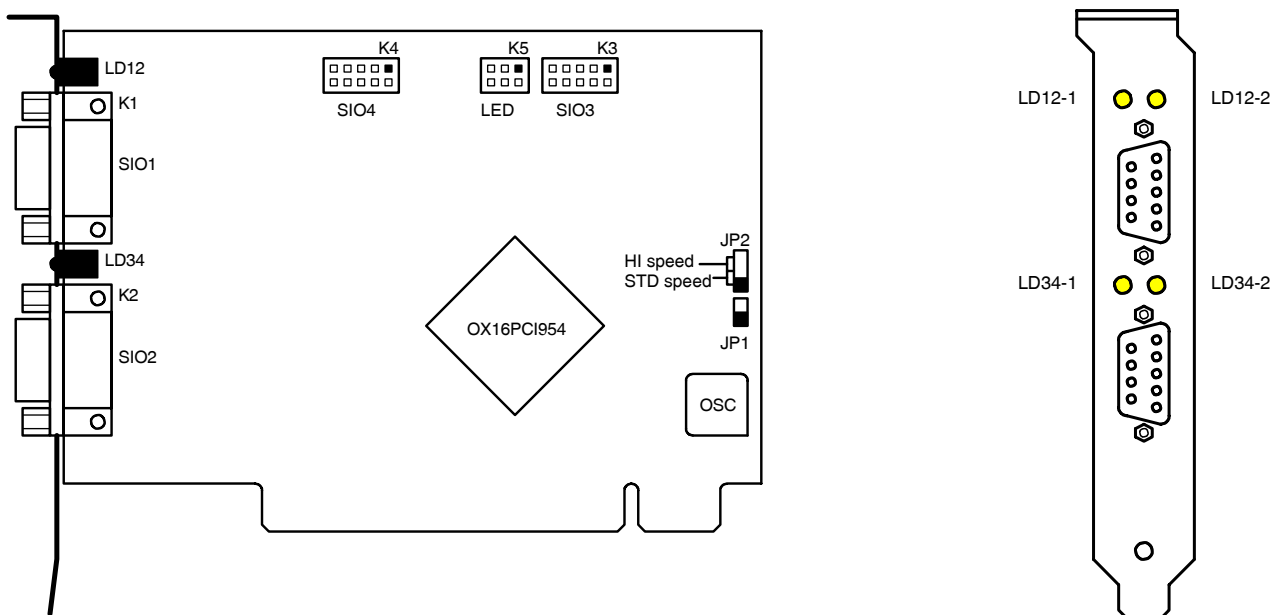 K4
K5
K3
LD12
K1
SIO4
LED
SIO3
SIO1
LD34
K2
SIO2
JP2
HI speed
STD speed
OX16PCI954
JP1
OSC
LD12-1
LD12-2
LD34-1
LD34-2